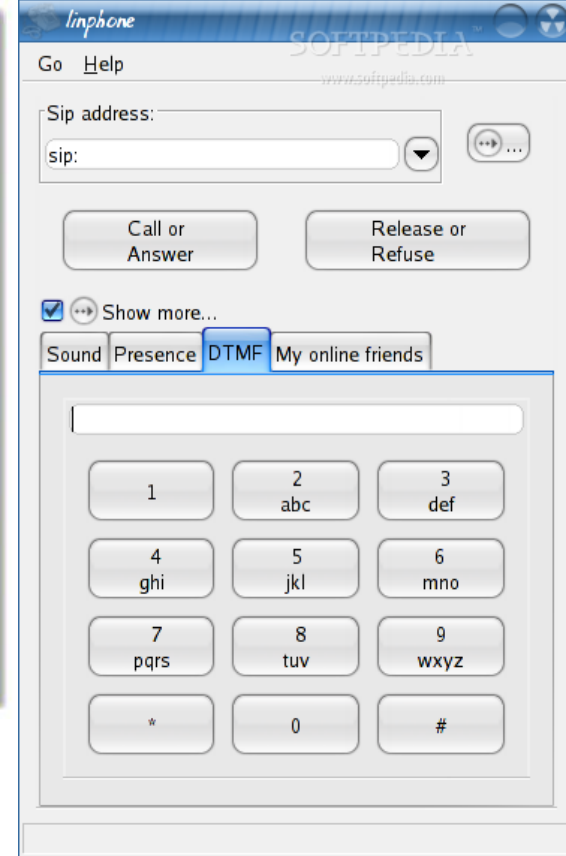 linphone
SOFTPEDIA™
www.softpedia.com
Go Help
Sip address:
sip:
...
Call or
Answer
Release or
Refuse
Show more...
Sound Presence DTMF My online friends
1
2
abc
3
def
4
ghi
5
jkl
6
mno
7
pqrs
8
tuv
9
wxyz
*
0
#